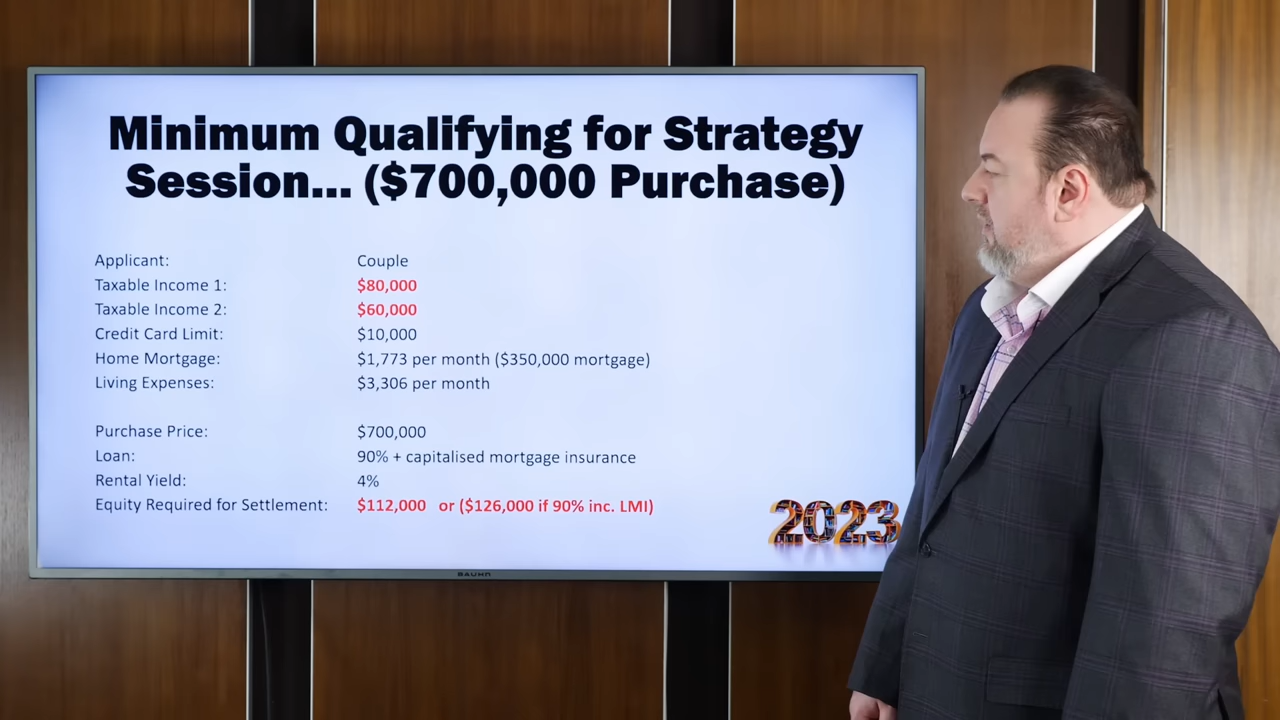 Minimum Qualifying for Strategy
Session... ($700,000 Purchase)
Applicant: Couple
Taxable Income 1: $80,000
Taxable Income 2: $60,000
Credit Card Limit: $10,000
Home Mortgage: $1,773 per month ($350,000 mortgage)
Living Expenses: $3,306 per month
Purchase Price: $700,000
Loan: 90% + capitalised mortgage insurance
Rental Yield: 4%
Equity Required for Settlement: $112,000 or ($126,000 if 90% inc. LMI)
2023
BAUHN